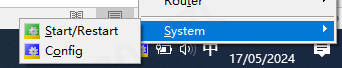 Router
Start/Restart
System
Config
中
17/05/2024